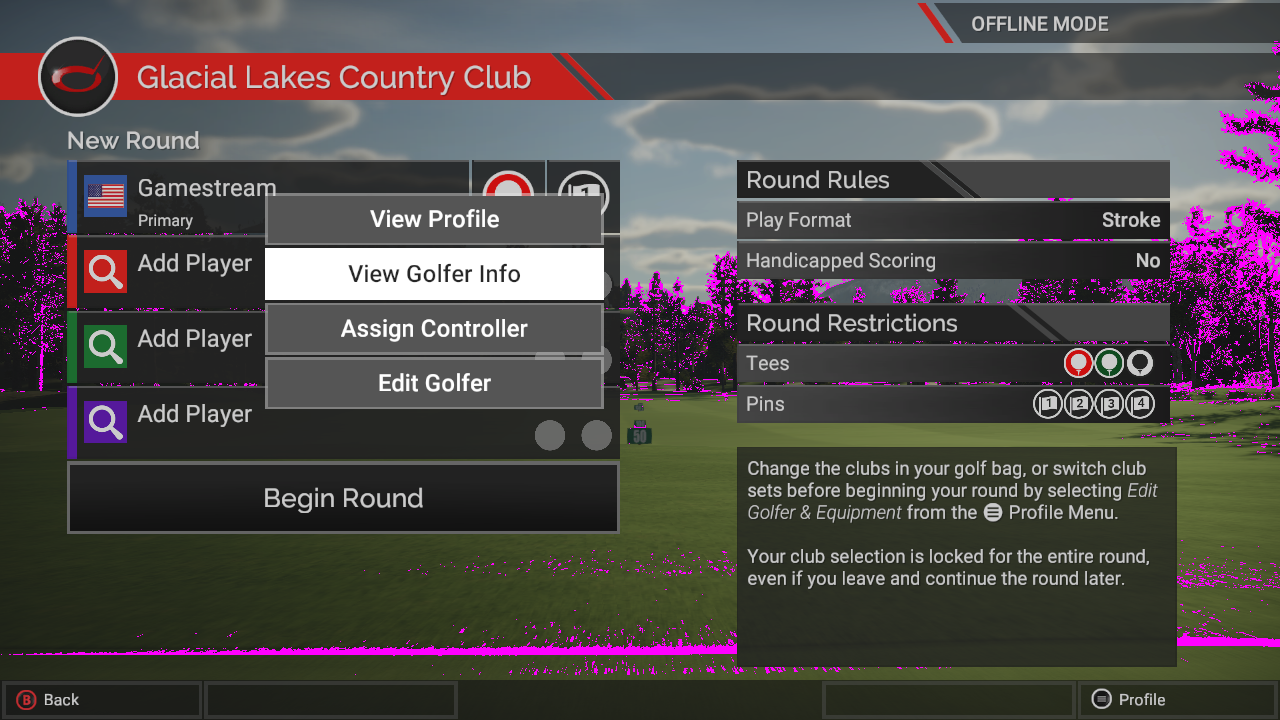 OFFLINE MODE
Glacial Lakes Country Club
New Round
Gamestream
Primary
View Profile
Add Player
View Golfer Info
Assign Controller
Add Player
Edit Golfer
Add Player
50
Begin Round
Round Rules
Play Format Stroke
Handicapped Scoring No
Round Restrictions
Tees
Pins 1 2 3 4
Change the clubs in your golf bag, or switch club
sets before beginning your round by selecting Edit
Golfer & Equipment from the Profile Menu.
Your club selection is locked for the entire round,
even if you leave and continue the round later.
B Back
Profile